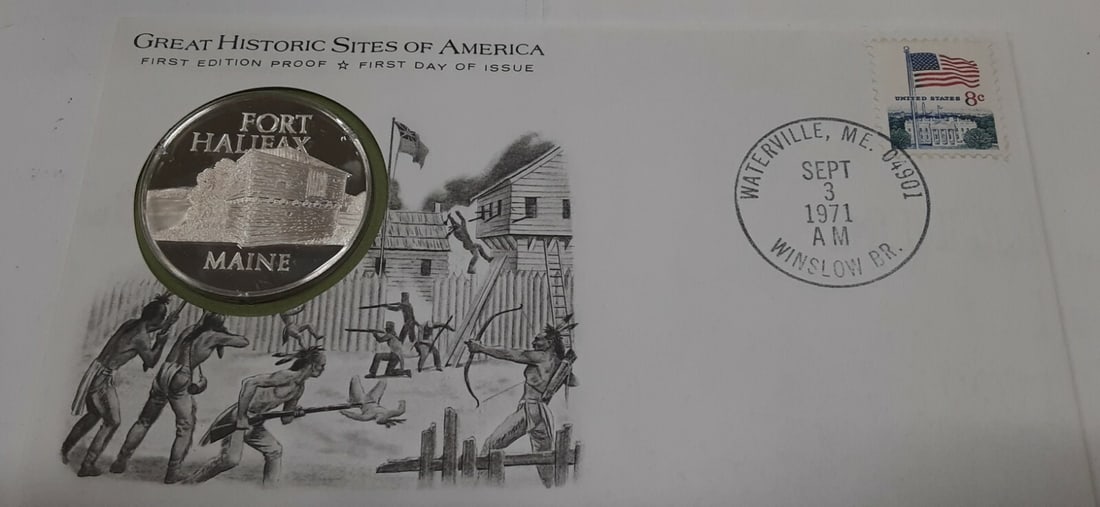 GREAT HISTORIC SITES OF AMERICA
FIRST EDITION PROOF ☆ FIRST DAY OF ISSUE
FORT
HALIFAX
MAINE
UNITED STATES 8c
WATERVILLE, ME. 04901
SEPT
3
1971
AM
WINSLOW BR.